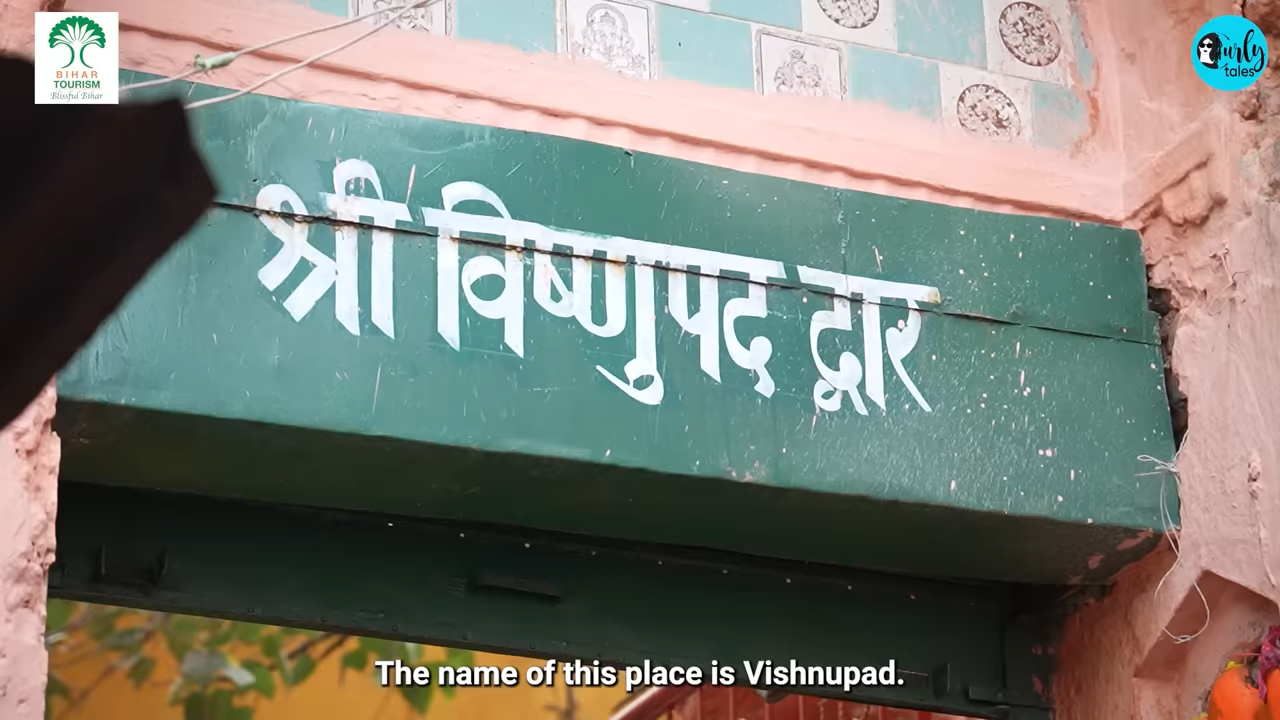 BIHAR
TOURISM
Blissful Bihar
Curly
tales
श्री विष्णुपद द्वार
The name of this place is Vishnupad.